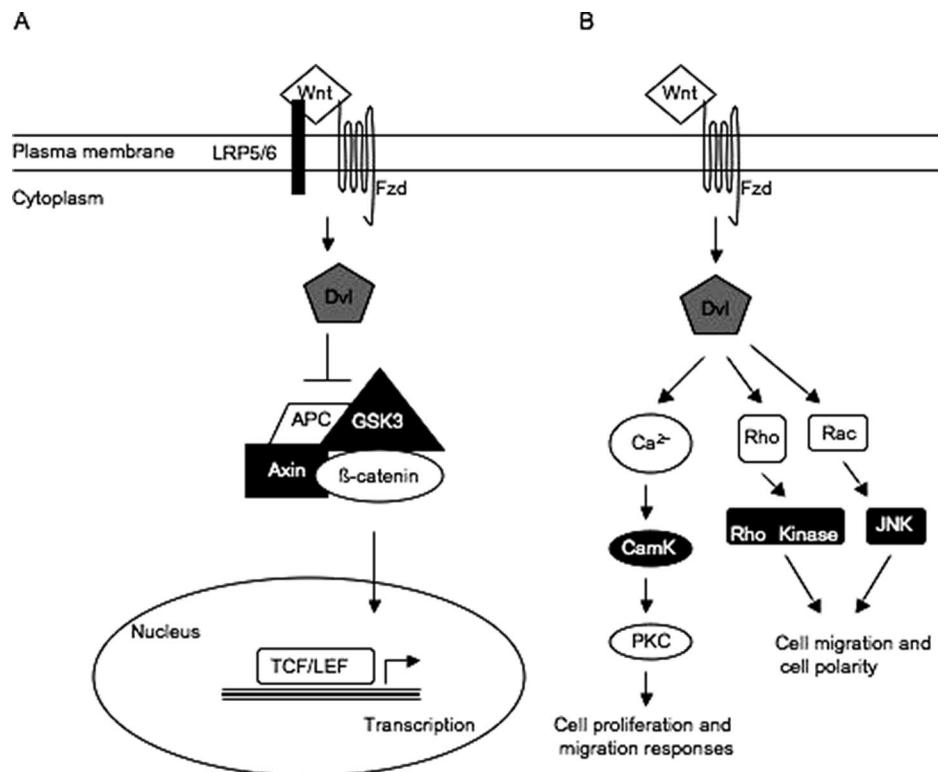 A
B
Wnt
Wnt
Plasma membrane
LRP5/6
Fzd
Fzd
Cytoplasm
Dvl
Dvl
APC
GSK3
Axin
ß-catenin
Ca²⁻
Rho
Rac
Rho Kinase
JNK
CamK
PKC
Cell migration and
cell polarity
Cell proliferation and
migration responses
Nucleus
TCF/LEF
Transcription